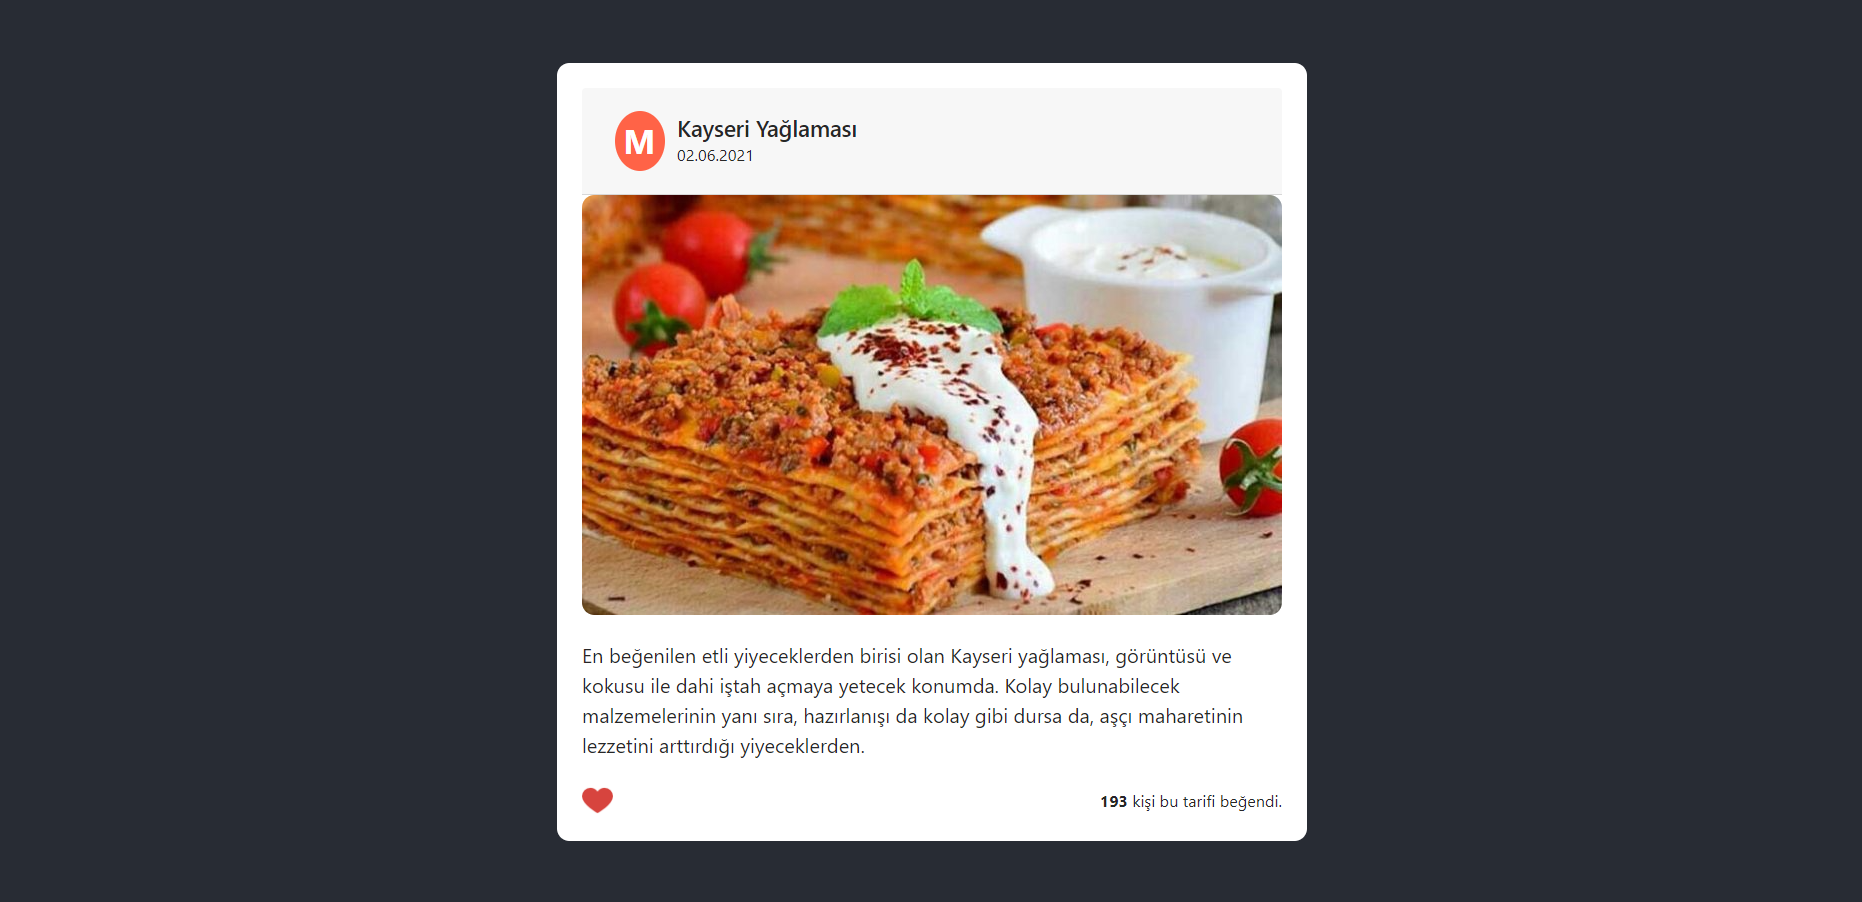 M
Kayseri Yağlaması
02.06.2021
En beğenilen etli yiyeceklerden birisi olan Kayseri yağlaması, görüntüsü ve
kokusu ile dahi iştah açmaya yetecek konumda. Kolay bulunabilecek
malzemelerinin yanı sıra, hazırlanışı da kolay gibi dursa da, aşçı maharetinin
lezzetini arttırdığı yiyeceklerden.
193 kişi bu tarifi beğendi.